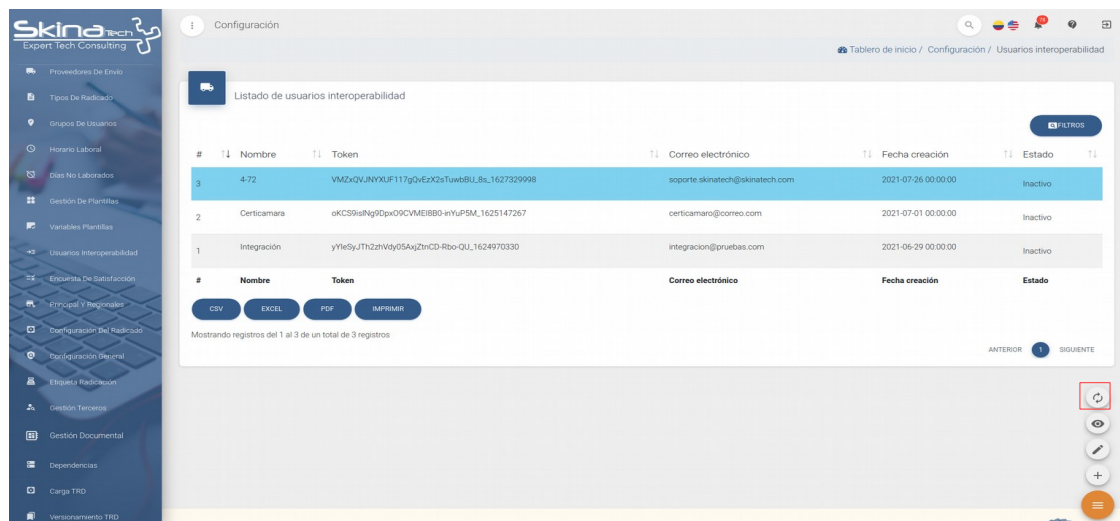 Skina Tech
Expert Tech Consulting
Configuración
78
Tablero de inicio / Configuración / Usuarios interoperabilidad
Proveedores De Envío
Tipos De Radicado
Grupos De Usuarios
Horario Laboral
Días No Laborados
Gestión De Plantillas
Variables Plantillas
Usuarios Interoperabilidad
Encuesta De Satisfacción
Principal Y Regionales
Configuración Del Radicado
Configuración General
Etiqueta Radicación
Gestión Terceros
Gestión Documental
Dependencias
Carga TRD
Versionamiento TRD
Listado de usuarios interoperabilidad
FILTROS
# Nombre Token Correo electrónico Fecha creación Estado
3 4-72 VMZxQVJNYXUF117gQvEzX2sTuwbBU_8s_1627329998 soporte.skinatech@skinatech.com 2021-07-26 00:00:00 Inactivo
2 Certicamara oKCS9isINg9DpxO9CVMEI8B0-inYuP5M_1625147267 certicamaro@correo.com 2021-07-01 00:00:00 Inactivo
1 Integración yYleSyJTh2zhVdy05AxjZtnCD-Rbo-QU_1624970330 integracion@pruebas.com 2021-06-29 00:00:00 Inactivo
# Nombre Token Correo electrónico Fecha creación Estado
CSV EXCEL PDF IMPRIMIR
Mostrando registros del 1 al 3 de un total de 3 registros
ANTERIOR 1 SIGUIENTE